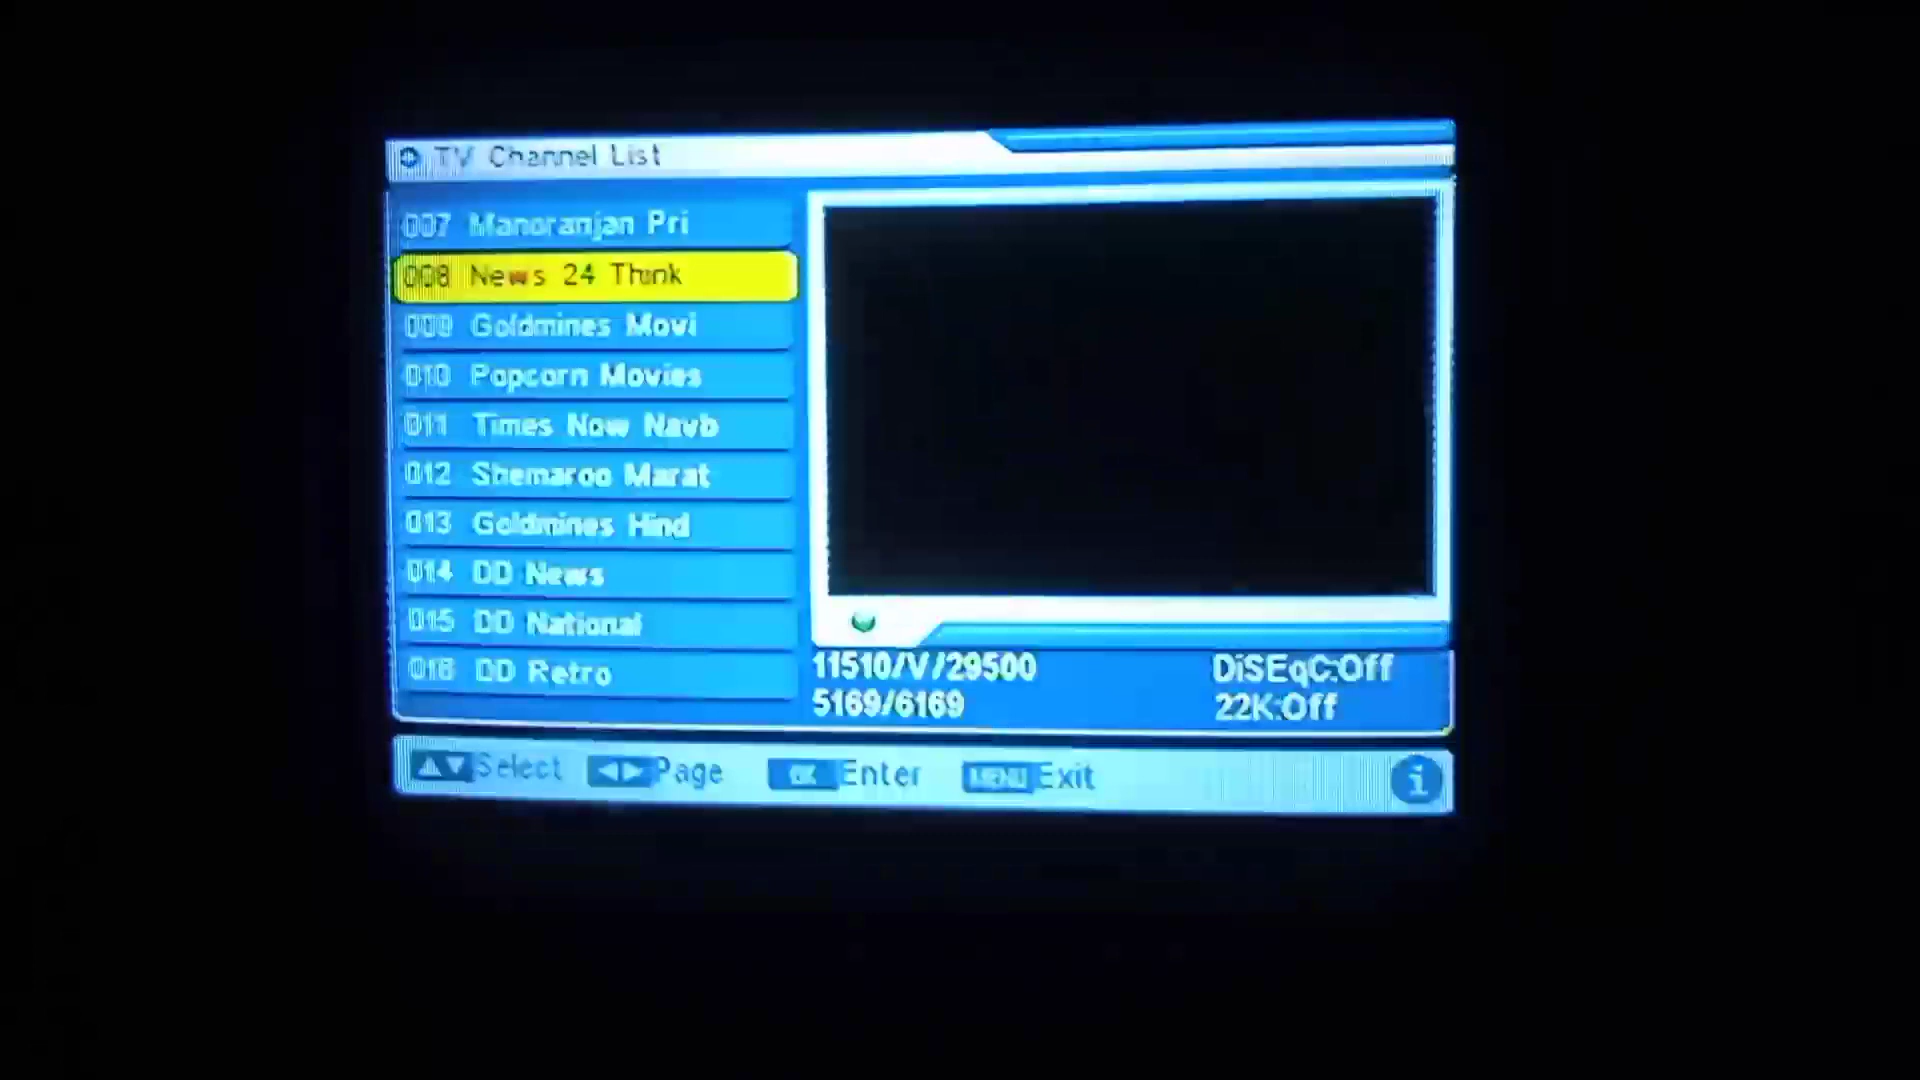 TV Channel List
007 Manoranjan Pri
008 News 24 Think
009 Goldmines Movi
010 Popcorn Movies
011 Times Now Navb
012 Shemaroo Marat
013 Goldmines Hind
014 DD News
015 DD National
016 DD Retro
11510/V/29500 DiSEqC:Off
5169/6169 22K:Off
Select Page OK Enter MENU Exit i